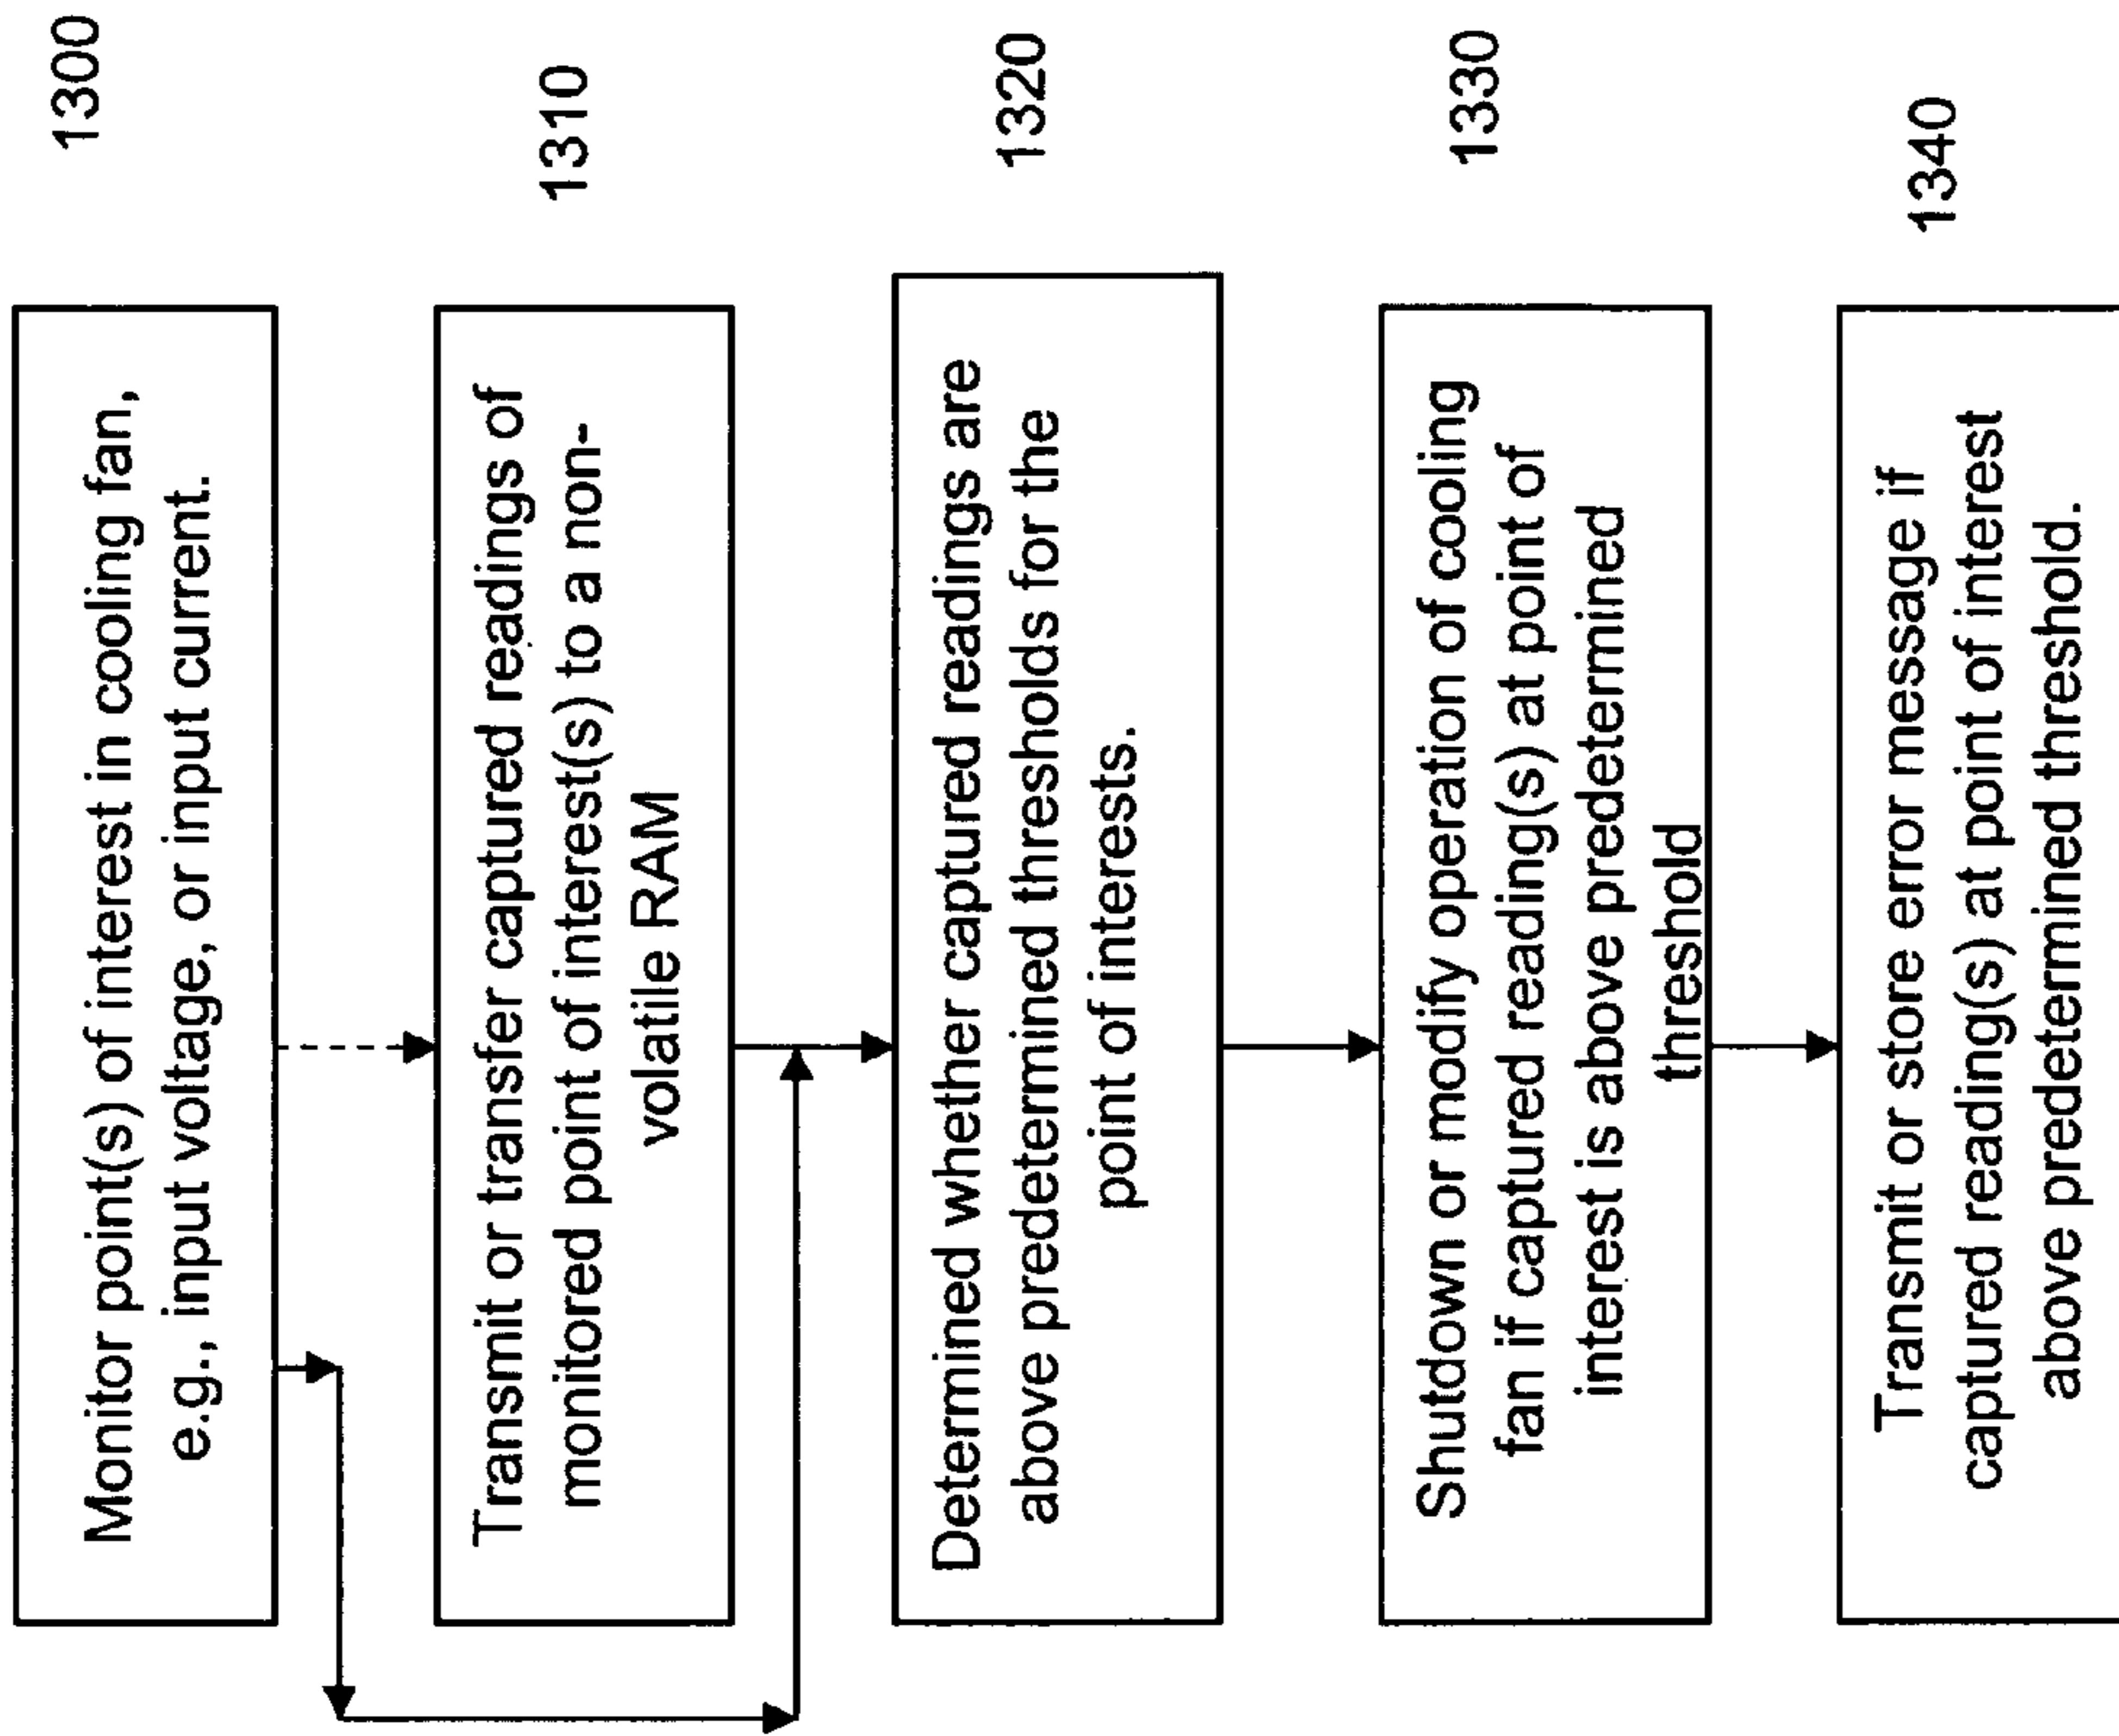 1300
Monitor point(s) of interest in cooling fan,
e.g., input voltage, or input current.
1310
Transmit or transfer captured readings of
monitored point of interest(s) to a non-
volatile RAM
1320
Determined whether captured readings are
above predetermined thresholds for the
point of interests.
1330
Shutdown or modify operation of cooling
fan if captured reading(s) at point of
interest is above predetermined
threshold
1340
Transmit or store error message if
captured reading(s) at point of interest
above predetermined threshold.